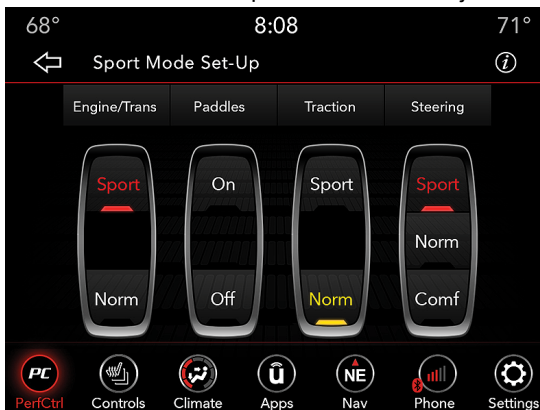 68° 8:08 71°
Sport Mode Set-Up i
Engine/Trans Paddles Traction Steering
Sport On Sport Sport
Norm
Norm Off Norm Comf
PC û NE
PerfCtrl Controls Climate Apps Nav Phone Settings